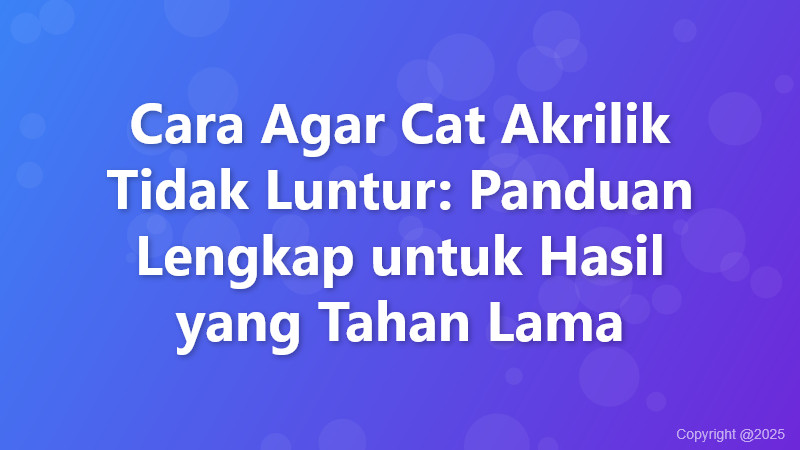 Cara Agar Cat Akrilik
Tidak Luntur: Panduan
Lengkap untuk Hasil
yang Tahan Lama
Copyright @2025